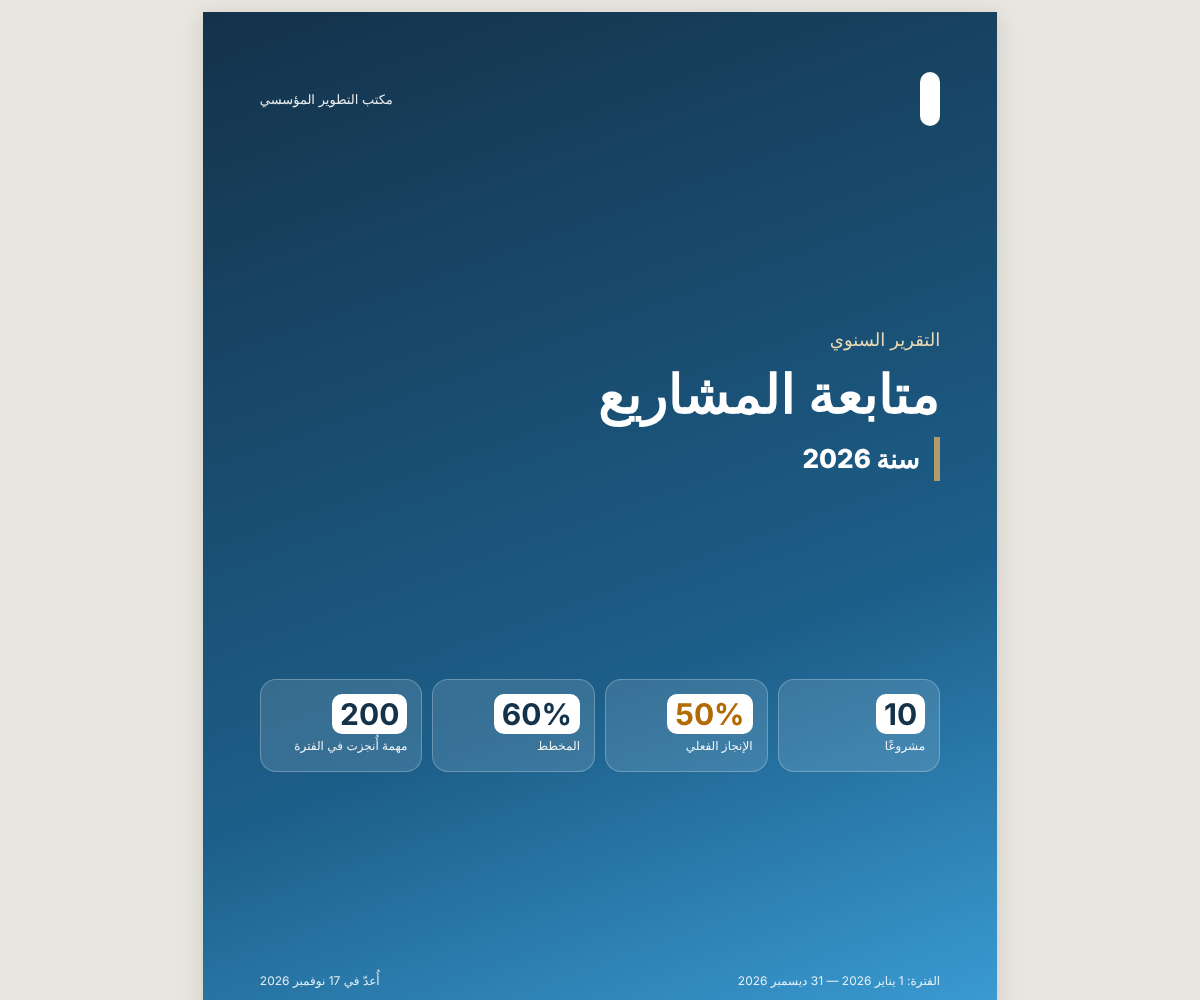 مكتب التطوير المؤسسي
التقرير السنوي
متابعة المشاريع
سنة 2026
10
مشروعًا
50%
الإنجاز الفعلي
60%
المخطط
200
مهمة أُنجزت في الفترة
الفترة: 1 يناير 2026 — 31 ديسمبر 2026
أُعدّ في 17 نوفمبر 2026